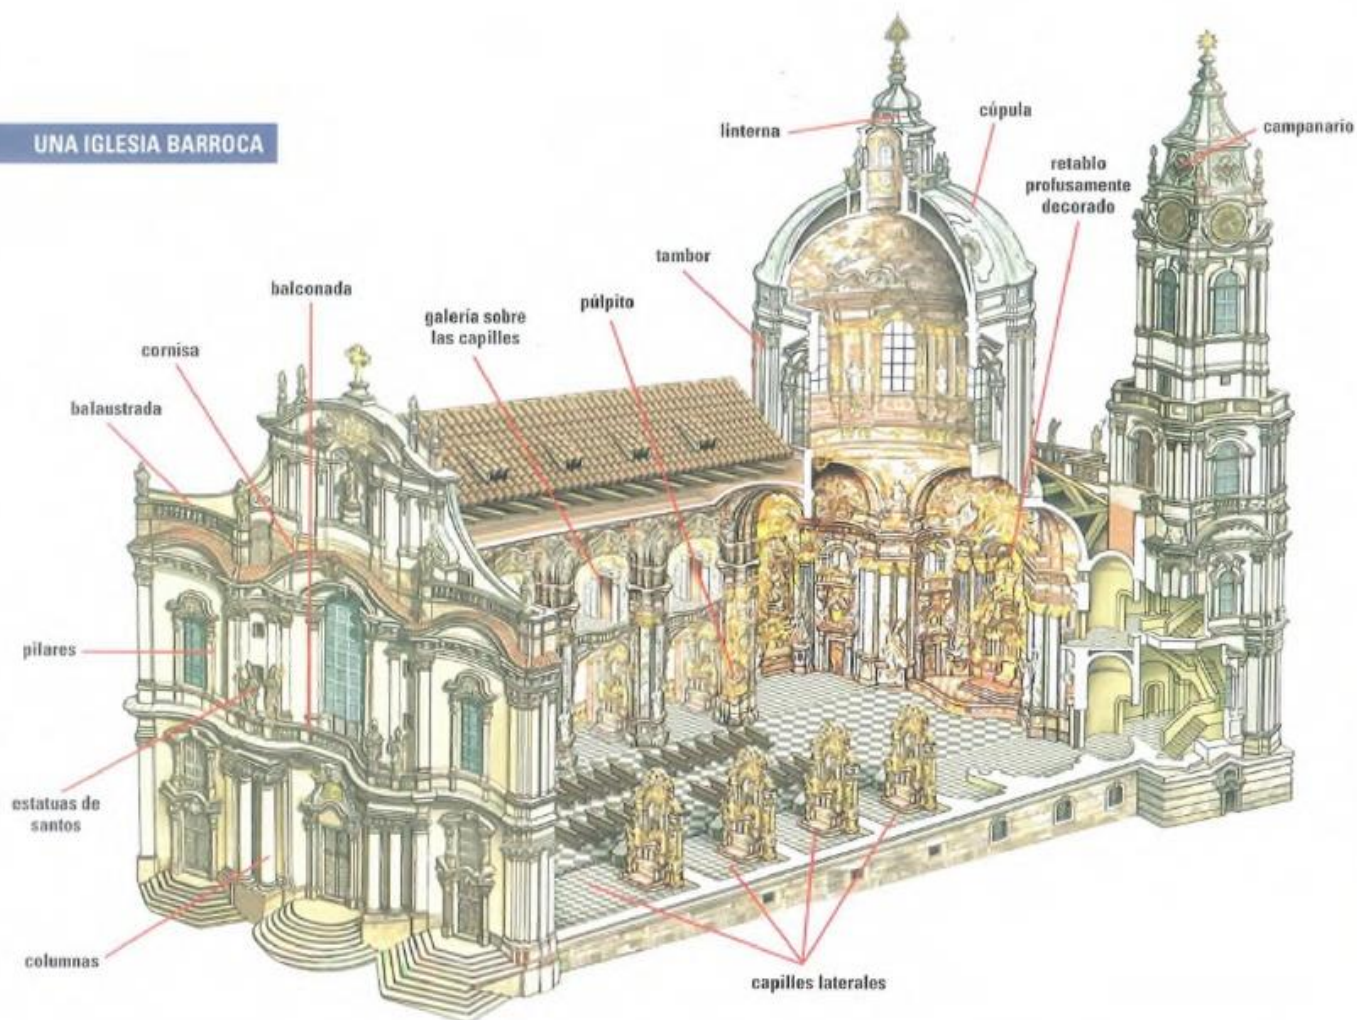 UNA IGLESIA BARROCA
linterna
cúpula
campanario
retablo
profusamente
decorado
tambor
balconada
galería sobre
las capilles
púlpito
cornisa
balaustrada
pilares
estatuas de
santos
columnas
capilles laterales